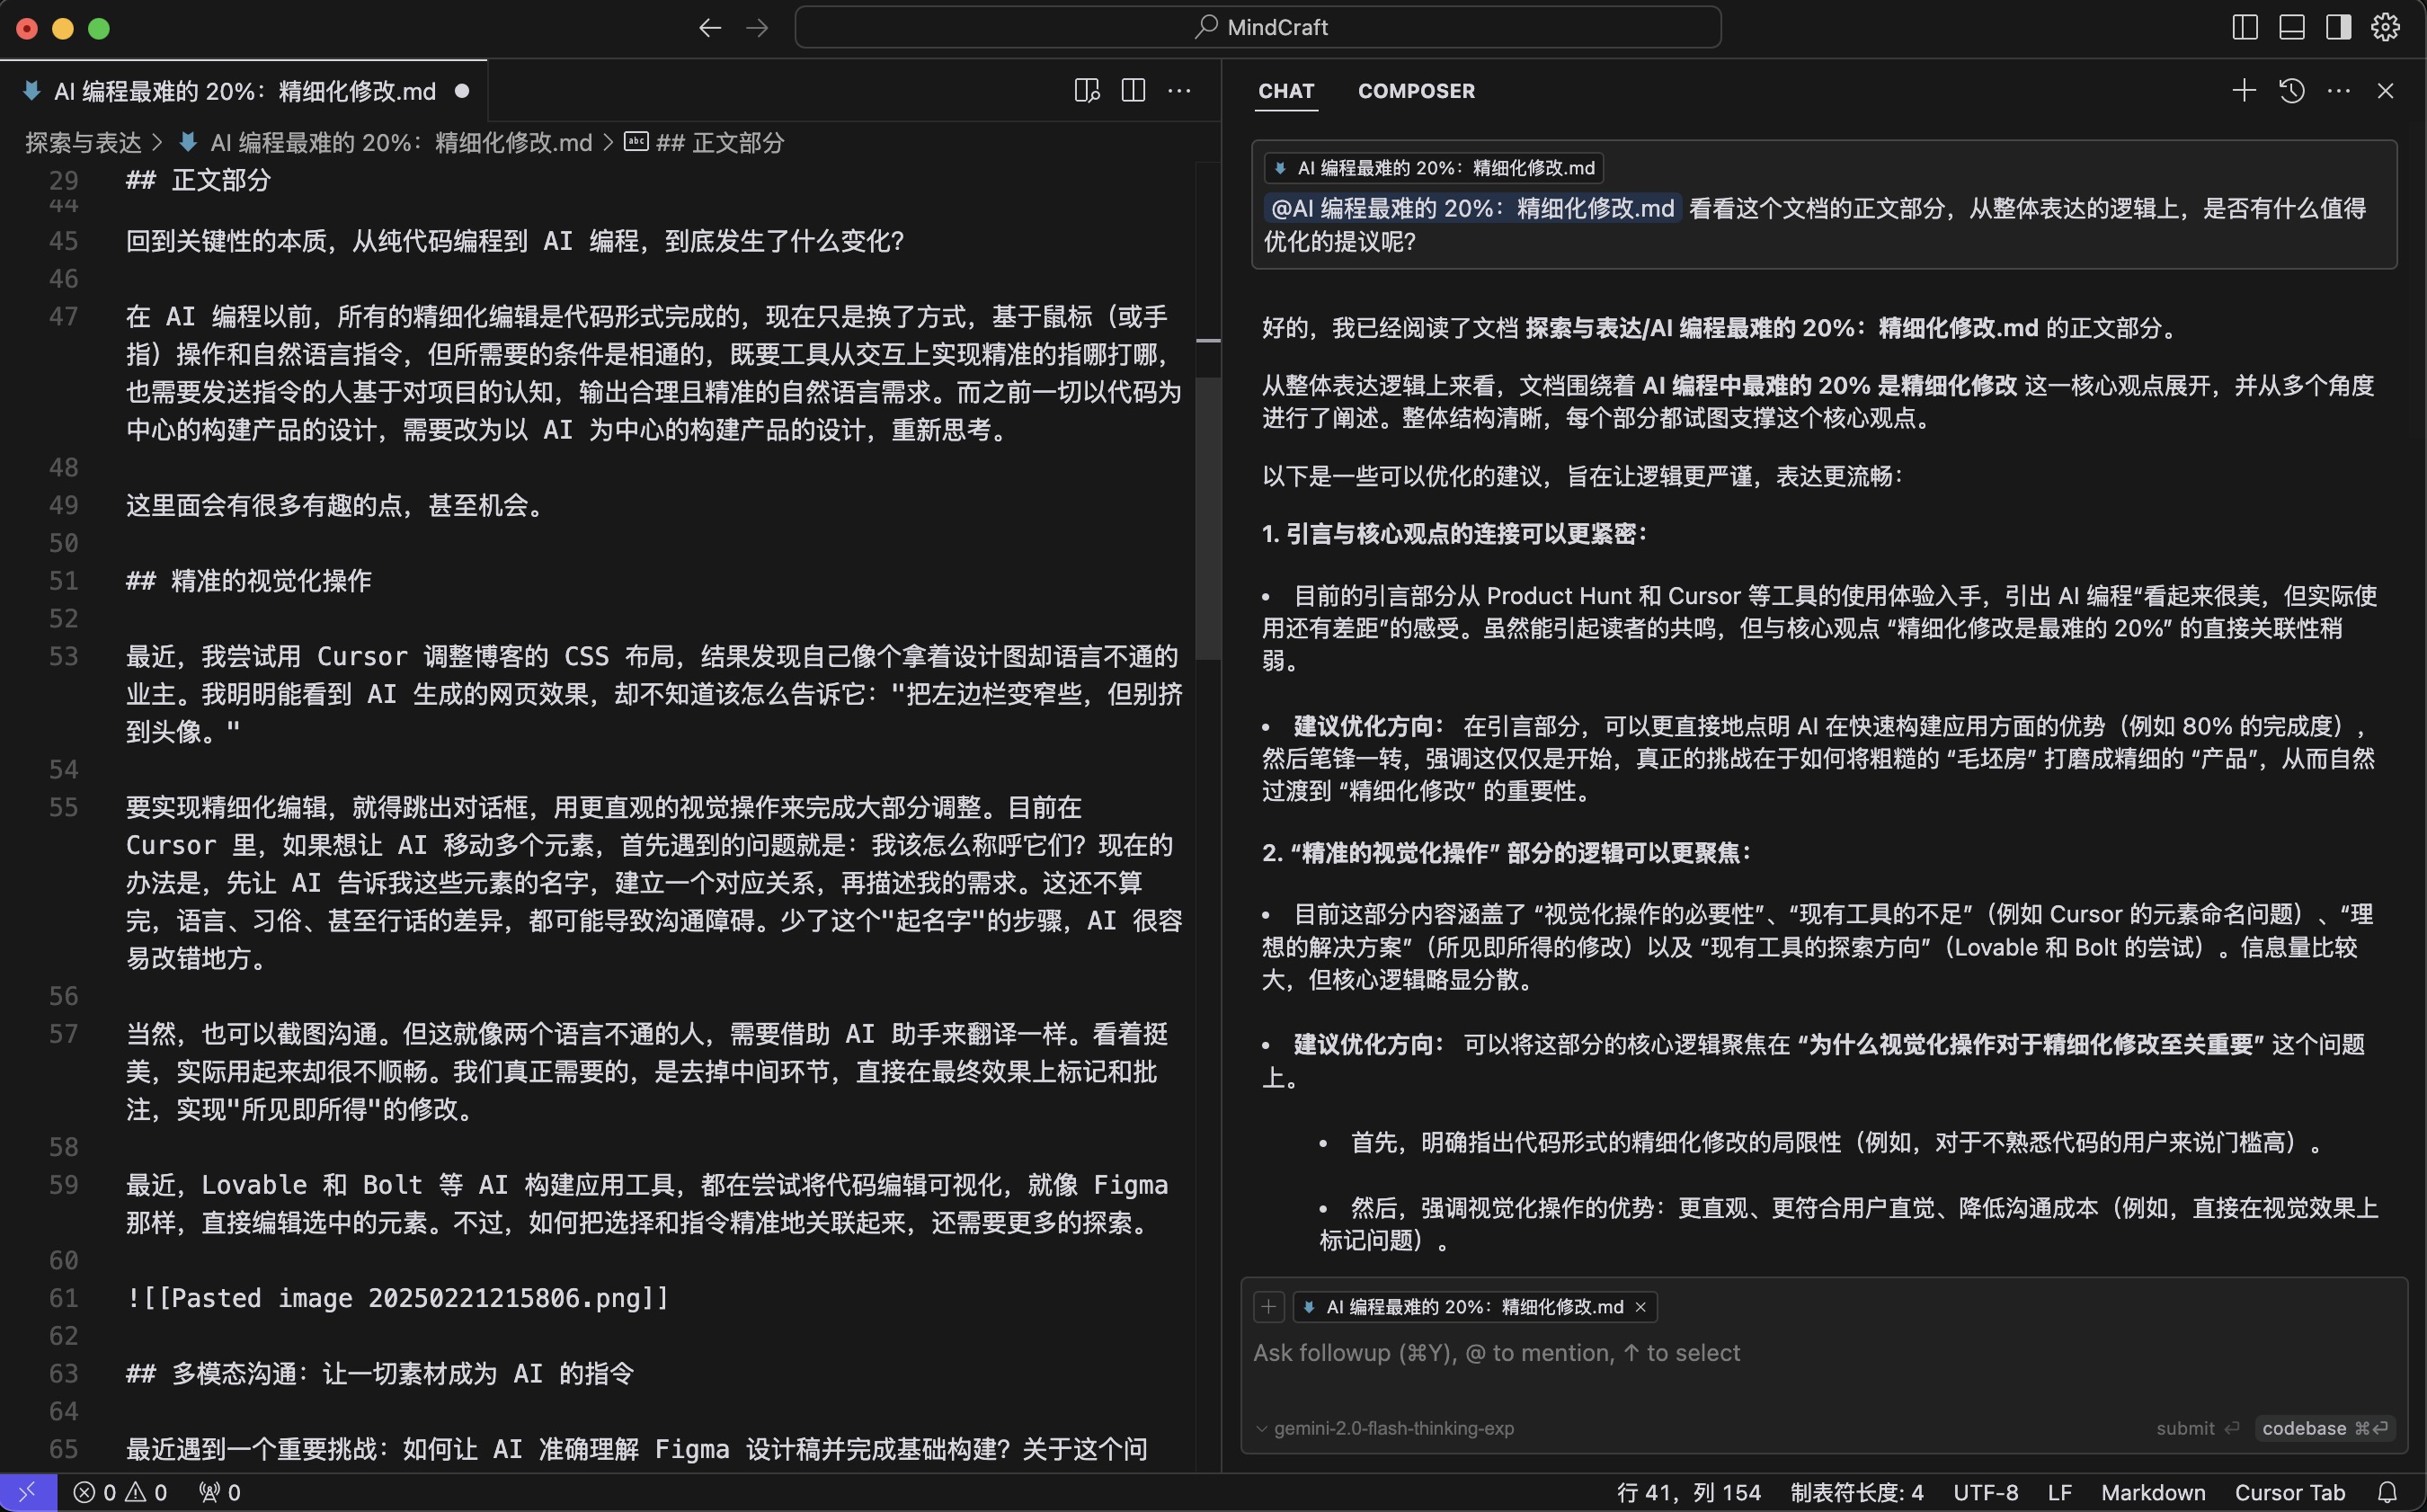 MindCraft
AI 编程最难的 20%：精细化修改.md
探索与表达 > AI 编程最难的 20%：精细化修改.md > ## 正文部分
29 ## 正文部分
44
45 回到关键性的本质，从纯代码编程到 AI 编程，到底发生了什么变化？
46
47 在 AI 编程以前，所有的精细化编辑是代码形式完成的，现在只是换了方式，基于鼠标（或手
指）操作和自然语言指令，但所需要的条件是相通的，既要工具从交互上实现精准的指哪打哪，
也需要发送指令的人基于对项目的认知，输出合理且精准的自然语言需求。而之前一切以代码为
中心的构建产品的设计，需要改为以 AI 为中心的构建产品的设计，重新思考。
48
49 这里面会有很多有趣的点，甚至机会。
50
51 ## 精准的视觉化操作
52
53 最近，我尝试用 Cursor 调整博客的 CSS 布局，结果发现自己像个拿着设计图却语言不通的
业主。我明明能看到 AI 生成的网页效果，却不知道该怎么告诉它："把左边栏变窄些，但别挤
到头像。"
54
55 要实现精细化编辑，就得跳出对话框，用更直观的视觉操作来完成大部分调整。目前在
Cursor 里，如果想让 AI 移动多个元素，首先遇到的问题就是：我该怎么称呼它们？现在的
办法是，先让 AI 告诉我这些元素的名字，建立一个对应关系，再描述我的需求。这还不算
完，语言、习俗、甚至行话的差异，都可能导致沟通障碍。少了这个"起名字"的步骤，AI 很容
易改错地方。
56
57 当然，也可以截图沟通。但这就像两个语言不通的人，需要借助 AI 助手来翻译一样。看着挺
美，实际用起来却很不顺畅。我们真正需要的，是去掉中间环节，直接在最终效果上标记和批
注，实现"所见即所得"的修改。
58
59 最近，Lovable 和 Bolt 等 AI 构建应用工具，都在尝试将代码编辑可视化，就像 Figma
那样，直接编辑选中的元素。不过，如何把选择和指令精准地关联起来，还需要更多的探索。
60
61 ![[Pasted image 20250221215806.png]]
62
63 ## 多模态沟通：让一切素材成为 AI 的指令
64
65 最近遇到一个重要挑战：如何让 AI 准确理解 Figma 设计稿并完成基础构建？关于这个问
CHAT COMPOSER
AI 编程最难的 20%：精细化修改.md
@AI 编程最难的 20%：精细化修改.md 看看这个文档的正文部分，从整体表达的逻辑上，是否有什么值得
优化的提议呢？
好的，我已经阅读了文档 探索与表达/AI 编程最难的 20%：精细化修改.md 的正文部分。
从整体表达逻辑上来看，文档围绕着 AI 编程中最难的 20% 是精细化修改 这一核心观点展开，并从多个角度
进行了阐述。整体结构清晰，每个部分都试图支撑这个核心观点。
以下是一些可以优化的建议，旨在让逻辑更严谨，表达更流畅：
1. 引言与核心观点的连接可以更紧密：
• 目前的引言部分从 Product Hunt 和 Cursor 等工具的使用体验入手，引出 AI 编程“看起来很美，但实际使
用还有差距”的感受。虽然能引起读者的共鸣，但与核心观点 “精细化修改是最难的 20%” 的直接关联性稍
弱。
• 建议优化方向： 在引言部分，可以更直接地点明 AI 在快速构建应用方面的优势（例如 80% 的完成度），
然后笔锋一转，强调这仅仅是开始，真正的挑战在于如何将粗糙的 “毛坯房” 打磨成精细的 “产品”，从而自然
过渡到 “精细化修改” 的重要性。
2. “精准的视觉化操作” 部分的逻辑可以更聚焦：
• 目前这部分内容涵盖了 “视觉化操作的必要性”、“现有工具的不足”（例如 Cursor 的元素命名问题）、“理
想的解决方案”（所见即所得的修改）以及 “现有工具的探索方向”（Lovable 和 Bolt 的尝试）。信息量比较
大，但核心逻辑略显分散。
• 建议优化方向： 可以将这部分的核心逻辑聚焦在 “为什么视觉化操作对于精细化修改至关重要” 这个问题
上。
• 首先，明确指出代码形式的精细化修改的局限性（例如，对于不熟悉代码的用户来说门槛高）。
• 然后，强调视觉化操作的优势：更直观、更符合用户直觉、降低沟通成本（例如，直接在视觉效果上
标记问题）。
AI 编程最难的 20%：精细化修改.md ×
Ask followup (⌘Y), @ to mention, ↑ to select
gemini-2.0-flash-thinking-exp submit ⏎ codebase ⌘⏎
0 0 0 行 41，列 154 制表符长度: 4 UTF-8 LF Markdown Cursor Tab